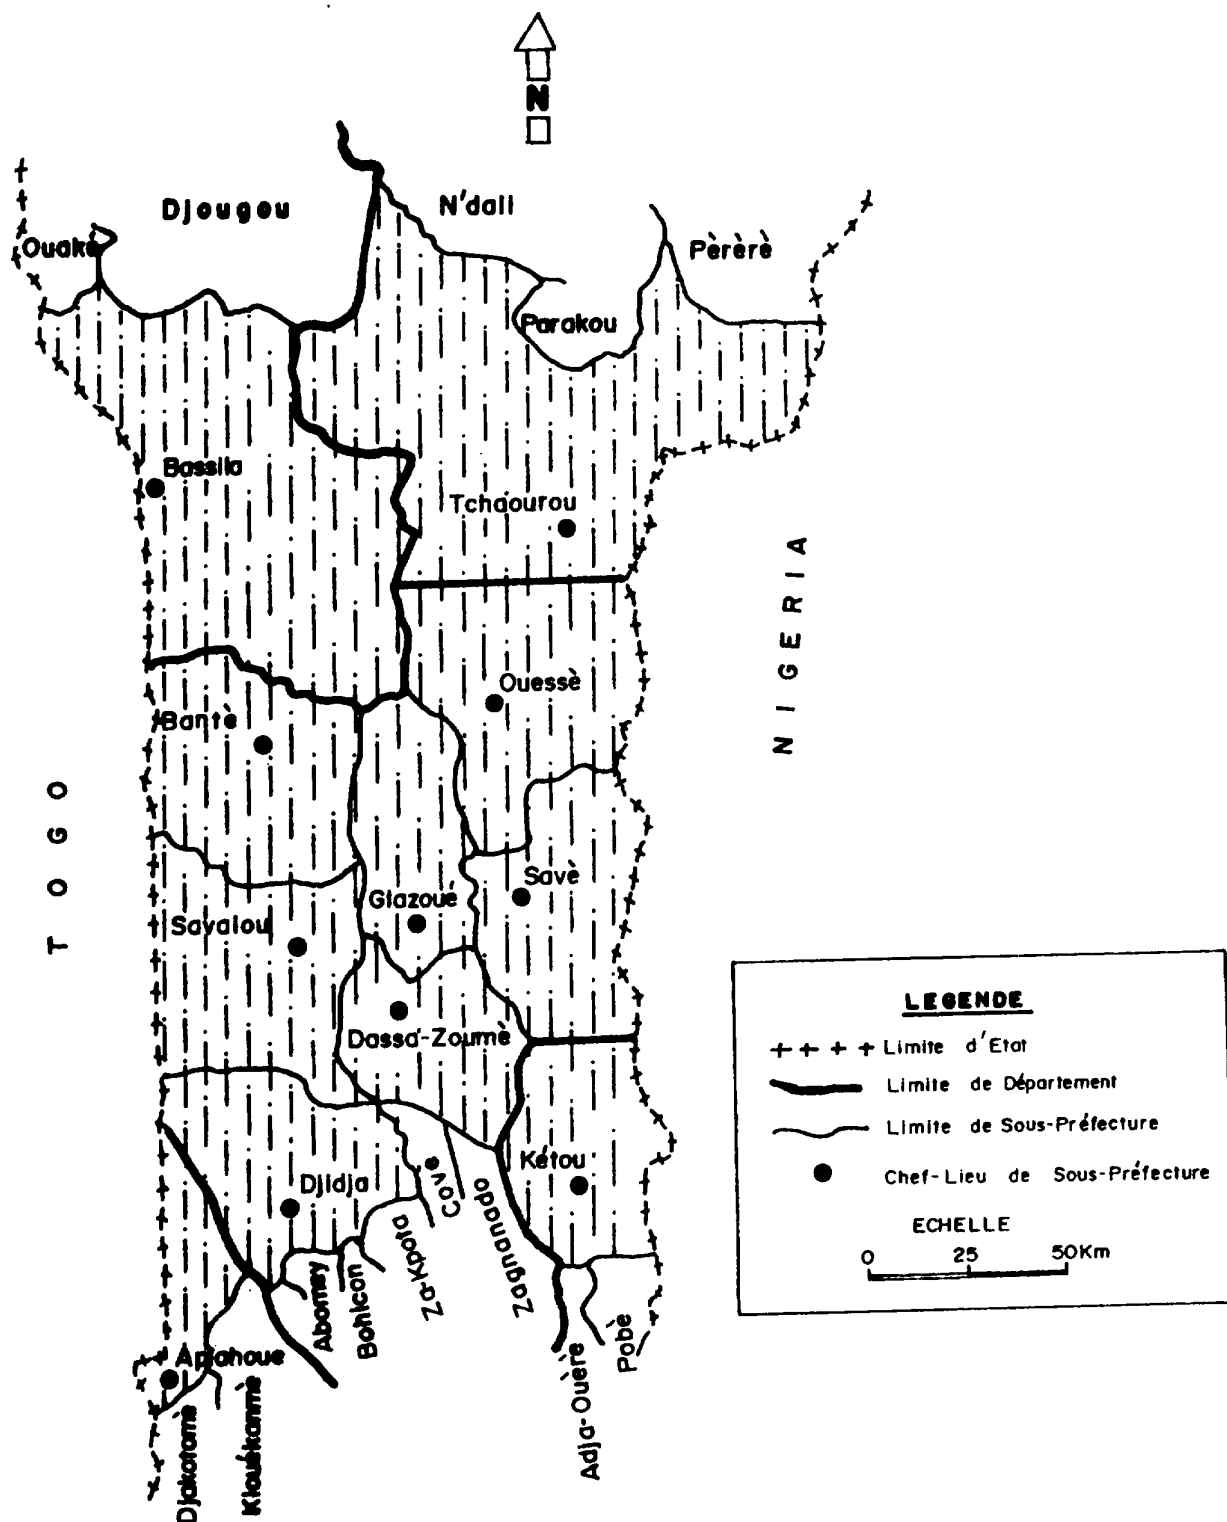 N
Djougou
N'dali
Ouaké
Pèrèrè
Parakou
Bassila
Tchaourou
NIGERIA
Ouessè
Bantè
TOGO
Savè
Glazoué
Savalou
Dassa-Zoumè
Kétou
Djidja
Covè
Zagnanado
Za-Kpota
Abomey
Bohicon
Aplahoue
Pobè
Adja-Ouèrè
Djakotomè
Klouékanmè
LEGENDE
Limite d'Etat
Limite de Département
Limite de Sous-Préfecture
Chef-Lieu de Sous-Préfecture
ECHELLE
0 25 50Km